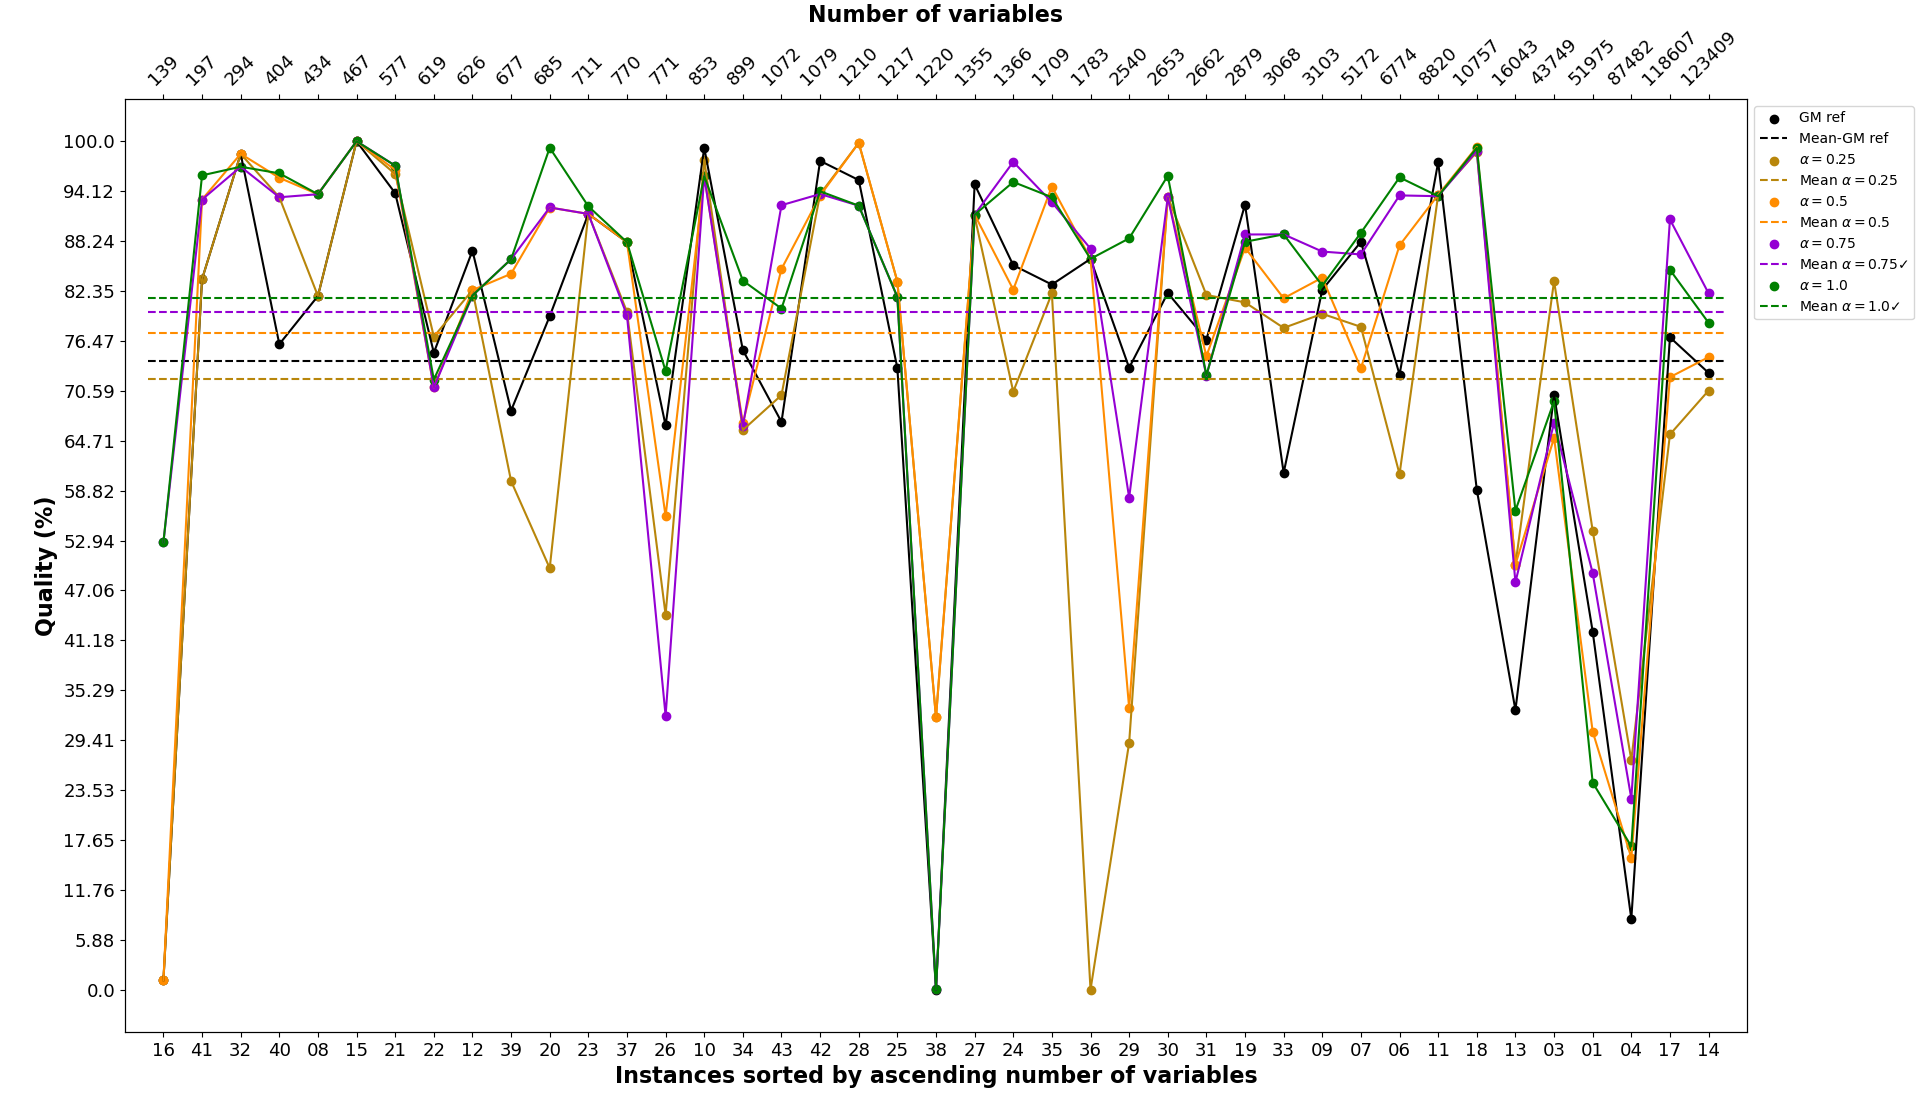 Number of variables
139 197 294 404 434 467 577 619 626 677 685 711 770 771 853 899 1072 1079 1210 1217 1220 1355 1366 1709 1783 2540 2653 2662 2879 3068 3103 5172 6774 8820 10757 16043 43749 51975 87482 118607 123409
100.0
94.12
88.24
82.35
76.47
70.59
64.71
58.82
52.94
47.06
41.18
35.29
29.41
23.53
17.65
11.76
5.88
0.0
Quality (%)
GM ref
Mean-GM ref
α = 0.25
Mean α = 0.25
α = 0.5
Mean α = 0.5
α = 0.75
Mean α = 0.75✓
α = 1.0
Mean α = 1.0✓
16 41 32 40 08 15 21 22 12 39 20 23 37 26 10 34 43 42 28 25 38 27 24 35 36 29 30 31 19 33 09 07 06 11 18 13 03 01 04 17 14
Instances sorted by ascending number of variables